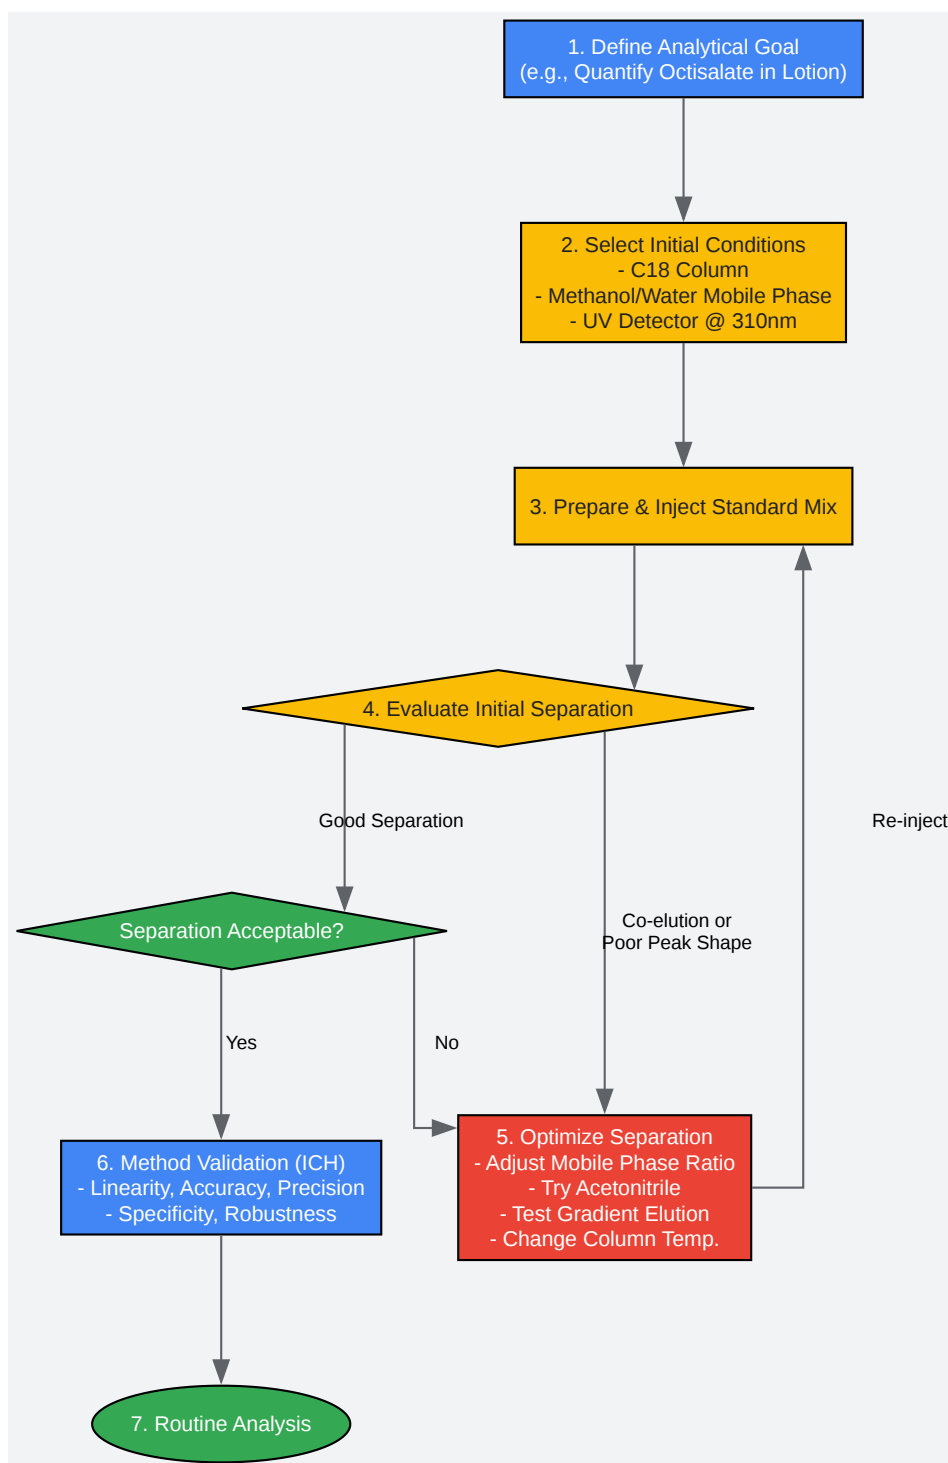 1. Define Analytical Goal
(e.g., Quantify Octisalate in Lotion)
2. Select Initial Conditions
- C18 Column
- Methanol/Water Mobile Phase
- UV Detector @ 310nm
3. Prepare & Inject Standard Mix
4. Evaluate Initial Separation
Good Separation
Re-inject
Co-elution or
Poor Peak Shape
Separation Acceptable?
Yes
No
5. Optimize Separation
- Adjust Mobile Phase Ratio
- Try Acetonitrile
- Test Gradient Elution
- Change Column Temp.
6. Method Validation (ICH)
- Linearity, Accuracy, Precision
- Specificity, Robustness
7. Routine Analysis